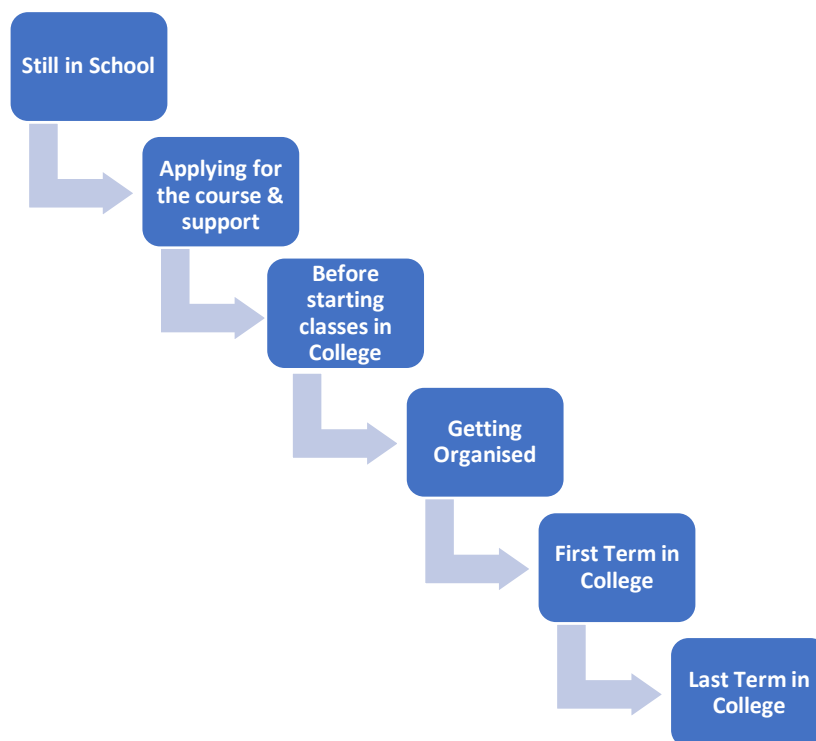 Still in School
Applying for
the course &
support
Before
starting
classes in
College
Getting
Organised
First Term in
College
Last Term in
College